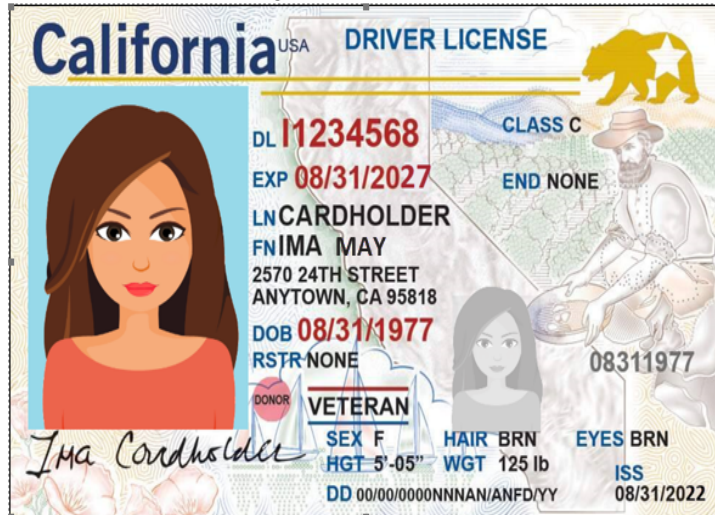 California USA DRIVER LICENSE
DL I1234568 CLASS C
EXP 08/31/2027 END NONE
LN CARDHOLDER
FN IMA MAY
2570 24TH STREET
ANYTOWN, CA 95818
DOB 08/31/1977
RSTR NONE 08311977
DONOR VETERAN
Ima Cardholder
SEX F HAIR BRN EYES BRN
HGT 5'-05" WGT 125 lb ISS
DD 00/00/0000NNNAN/ANFD/YY 08/31/2022